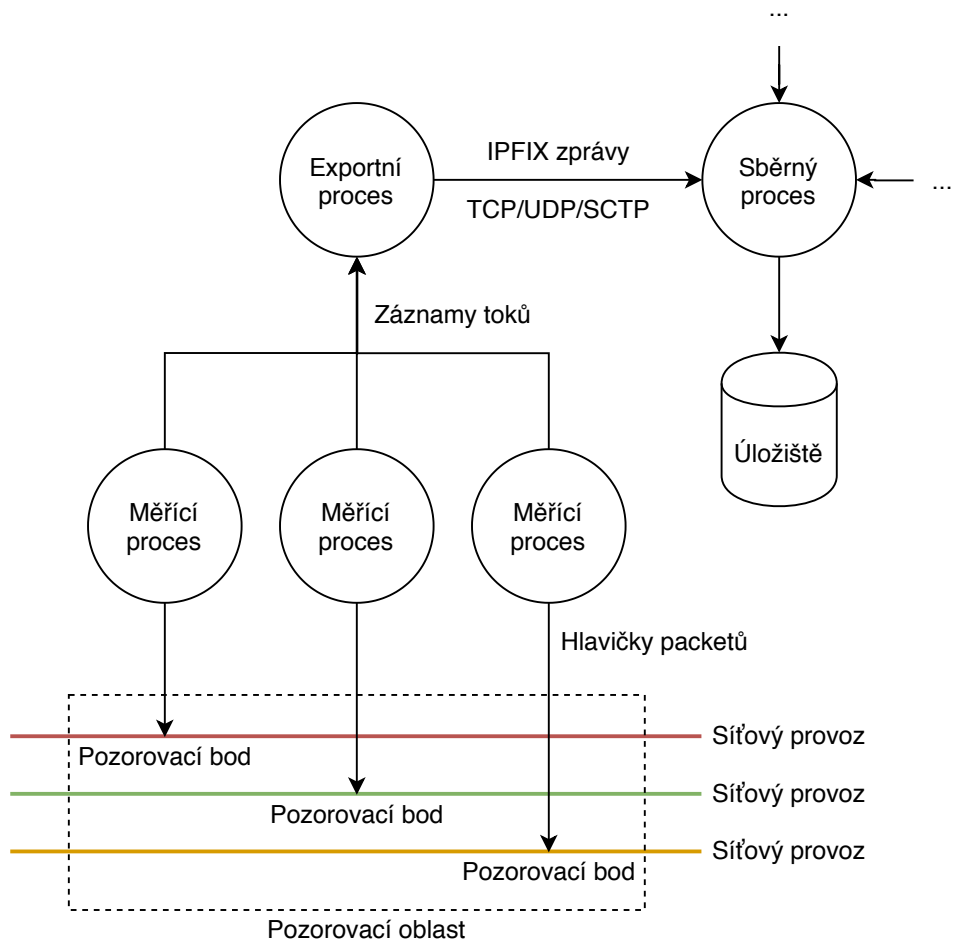 ...
Exportní
proces
IPFIX zprávy
TCP/UDP/SCTP
Sběrný
proces
...
Záznamy toků
Úložiště
Měřící
proces
Měřící
proces
Měřící
proces
Hlavičky packetů
Síťový provoz
Pozorovací bod
Síťový provoz
Pozorovací bod
Síťový provoz
Pozorovací bod
Pozorovací oblast